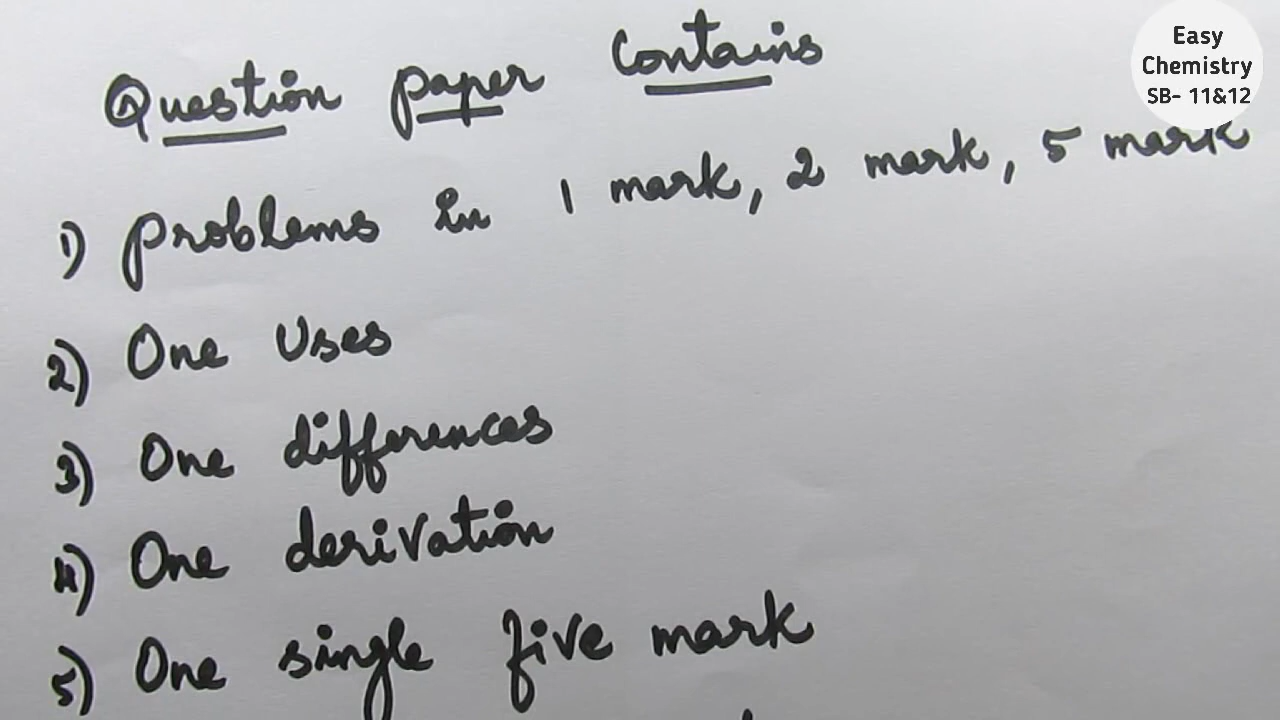 Easy
Chemistry
SB- 11&12
Question paper Contains
1) Problems in 1 mark, 2 mark, 5 mark
2) One Uses
3) One differences
4) One derivation
5) One single five mark